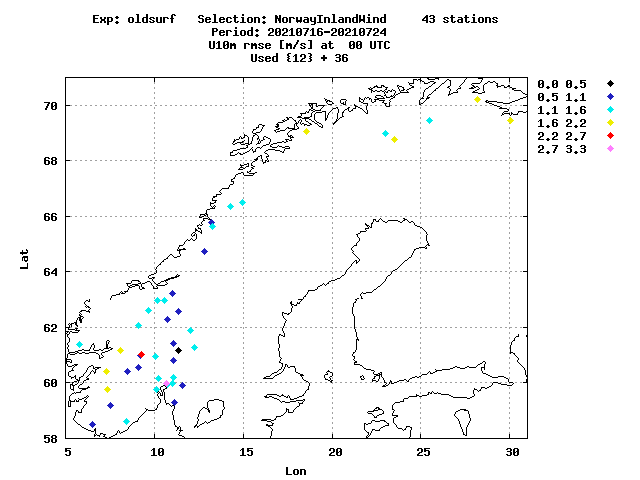 Exp: oldsurf Selection: NorwayInlandWind 43 stations
Period: 20210716-20210724
U10m rmse [m/s] at 00 UTC
Used {12} + 36
0.0 0.5
0.5 1.1
1.1 1.6
1.6 2.2
2.2 2.7
2.7 3.3
70
68
66
64
62
60
58
Lat
5 10 15 20 25 30
Lon